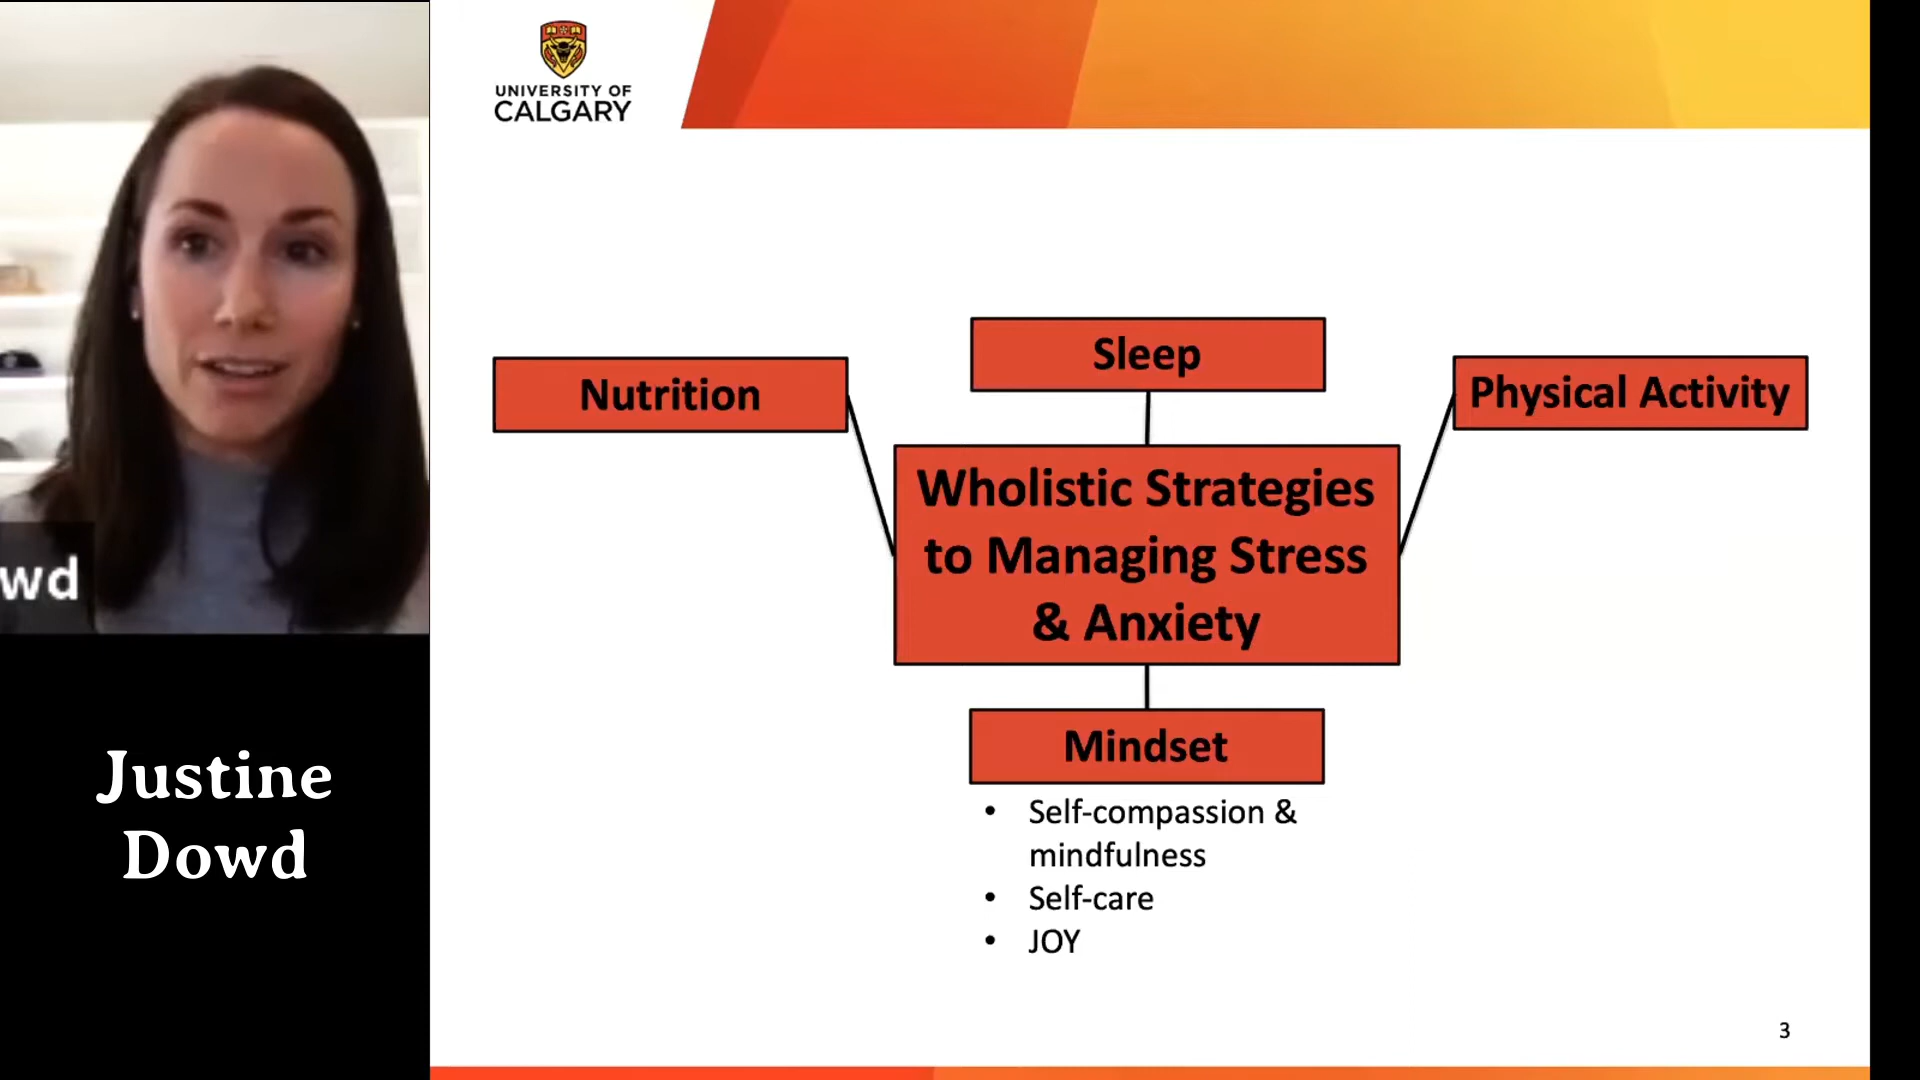 wd
Justine
Dowd
UNIVERSITY OF
CALGARY
Nutrition
Sleep
Physical Activity
Wholistic Strategies
to Managing Stress
& Anxiety
Mindset
• Self-compassion &
mindfulness
• Self-care
• JOY
3